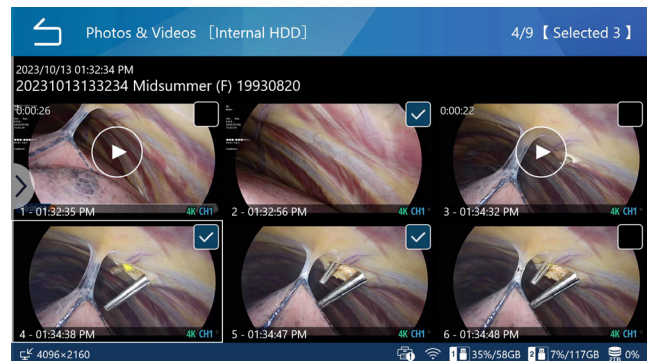 Photos & Videos [Internal HDD]
4/9【 Selected 3 】
2023/10/13 01:32:34 PM
20231013133234 Midsummer (F) 19930820
0:00:26
0:00:22
1 - 01:32:35 PM 4K CH1
2 - 01:32:56 PM 4K CH1
3 - 01:34:32 PM 4K CH1
4 - 01:34:38 PM 4K CH1
5 - 01:34:47 PM 4K CH1
6 - 01:34:48 PM 4K CH1
4096×2160
1 35%/58GB 2 7%/117GB 0%